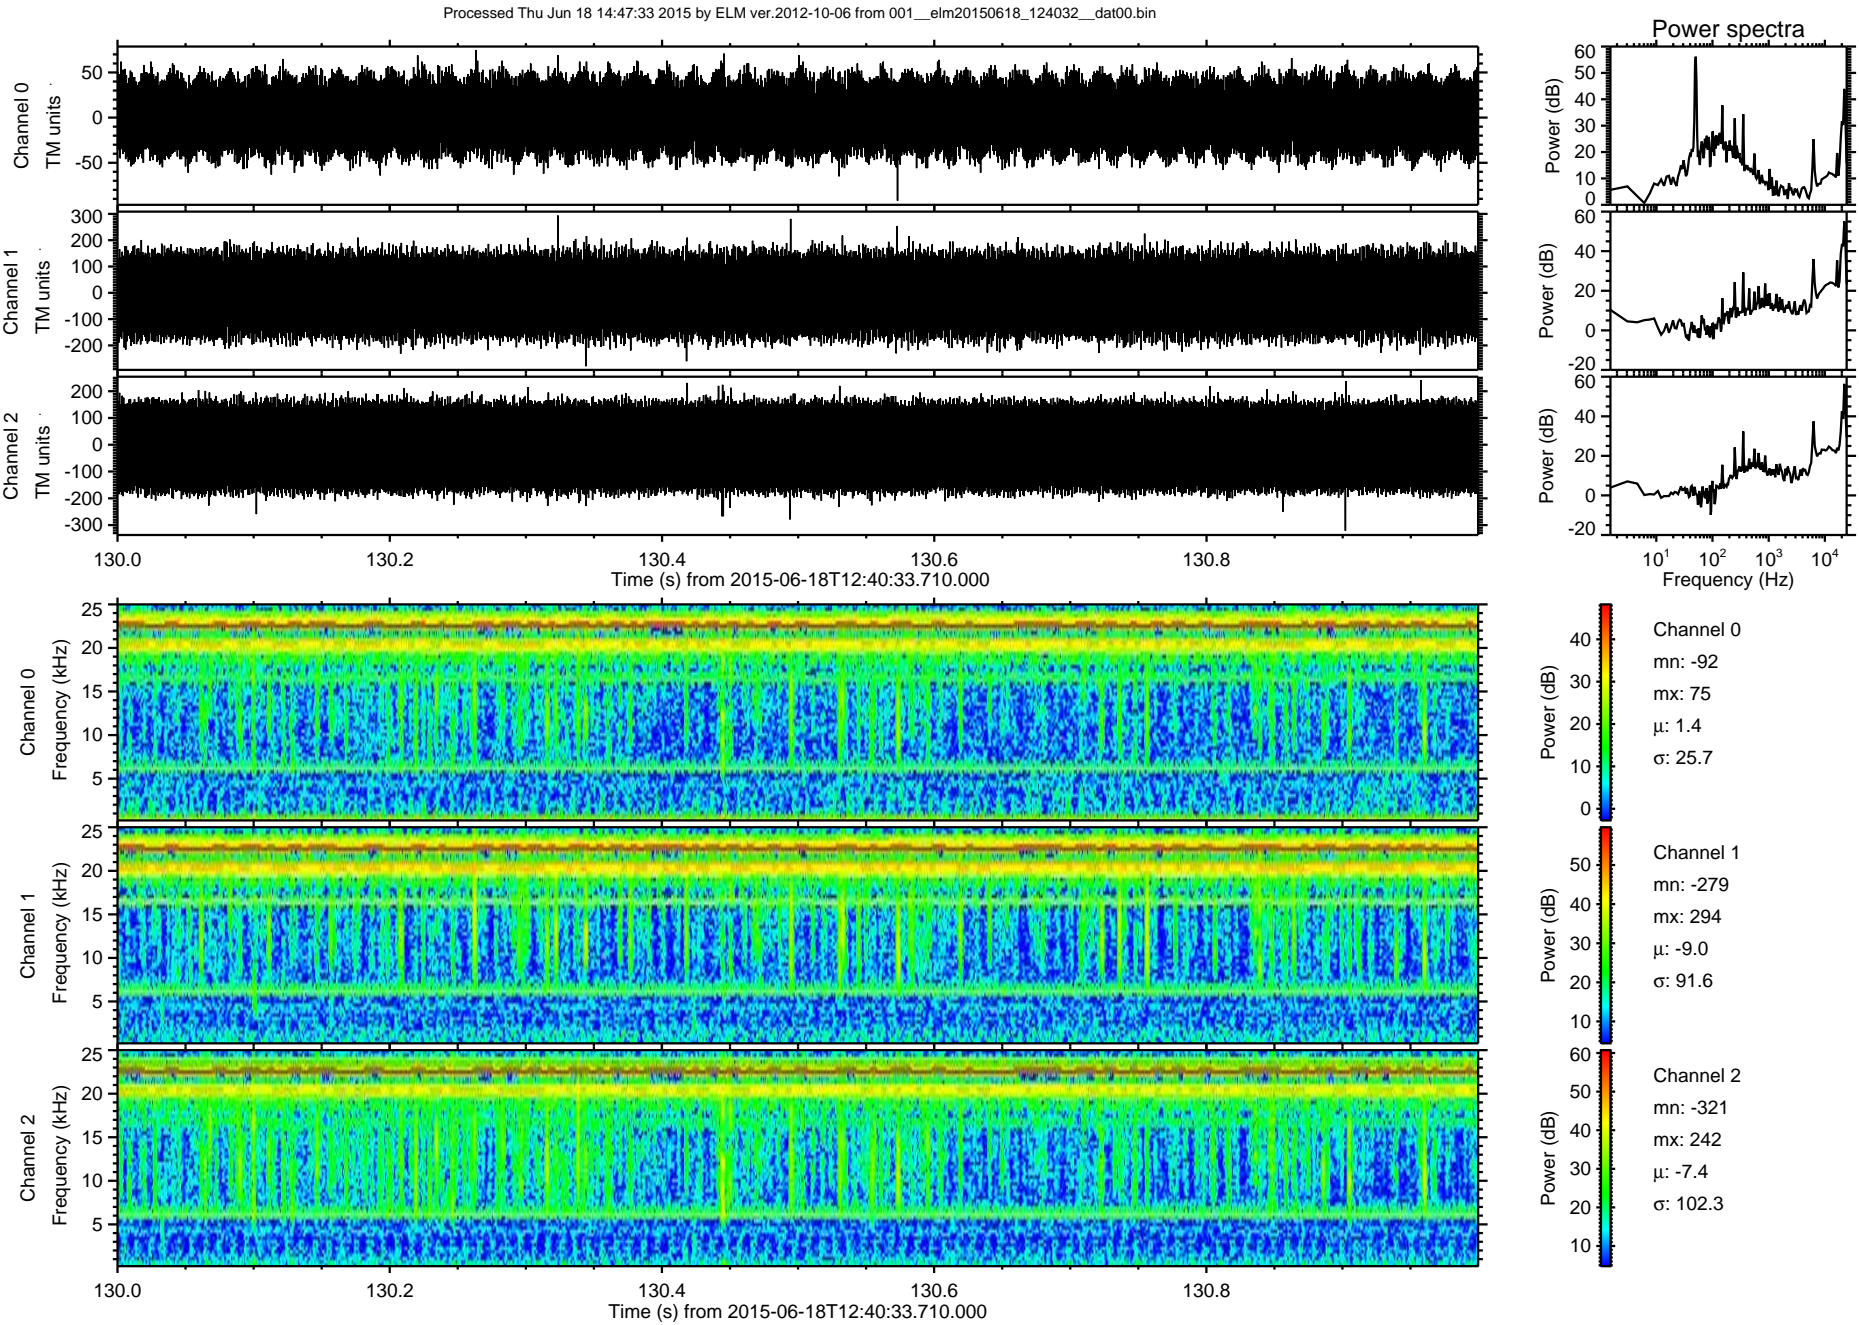 Processed Thu Jun 18 14:47:33 2015 by ELM ver.2012-10-06 from 001__elm20150618_124032__dat00.bin
Power spectra
Channel 0
TM units
50
0
-50
Power (dB)
60
50
40
30
20
10
0
Channel 1
TM units
300
200
100
0
-100
-200
Power (dB)
60
40
20
0
-20
Channel 2
TM units
200
100
0
-100
-200
-300
Power (dB)
60
40
20
0
-20
130.0 130.2 130.4 130.6 130.8
Time (s) from 2015-06-18T12:40:33.710.000
10^1 10^2 10^3 10^4
Frequency (Hz)
Channel 0
Frequency (kHz)
25
20
15
10
5
Power (dB)
40
30
20
10
0
Channel 0
mn: -92
mx: 75
μ: 1.4
σ: 25.7
Channel 1
Frequency (kHz)
25
20
15
10
5
Power (dB)
50
40
30
20
10
Channel 1
mn: -279
mx: 294
μ: -9.0
σ: 91.6
Channel 2
Frequency (kHz)
25
20
15
10
5
Power (dB)
60
50
40
30
20
10
Channel 2
mn: -321
mx: 242
μ: -7.4
σ: 102.3
130.0 130.2 130.4 130.6 130.8
Time (s) from 2015-06-18T12:40:33.710.000